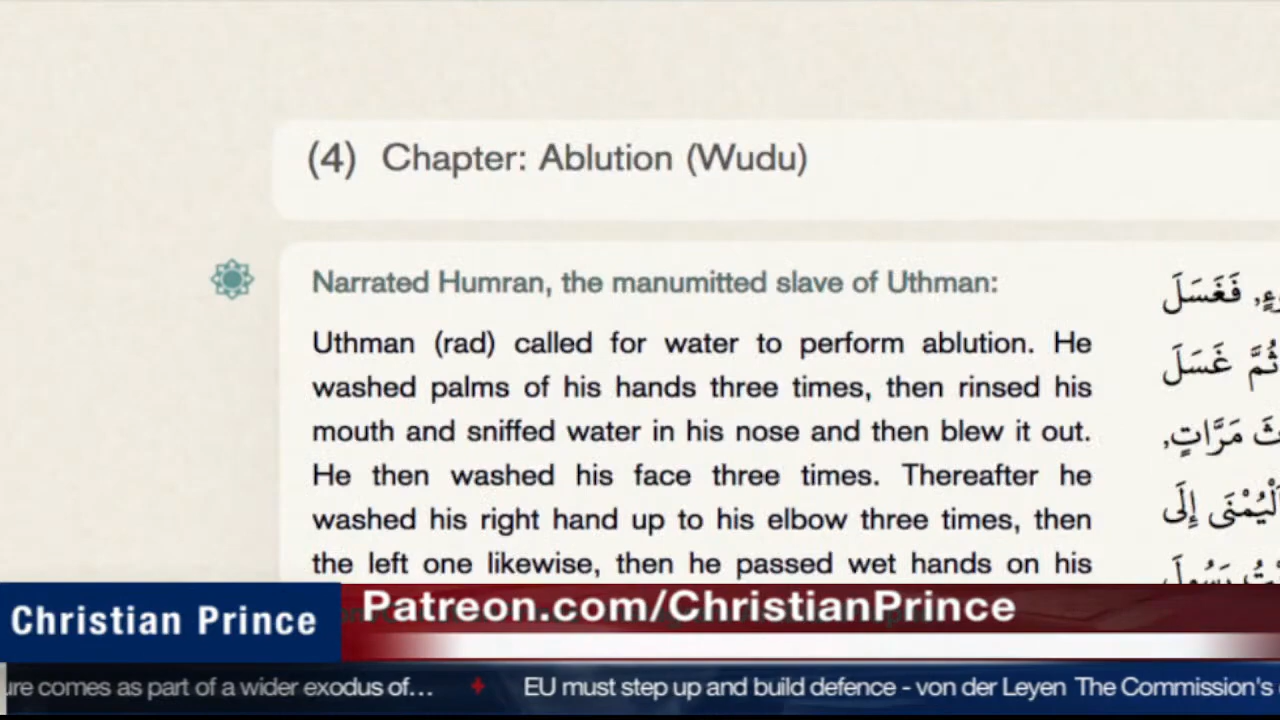 (4) Chapter: Ablution (Wudu)
Narrated Humran, the manumitted slave of Uthman:
Uthman (rad) called for water to perform ablution. He
washed palms of his hands three times, then rinsed his
mouth and sniffed water in his nose and then blew it out.
He then washed his face three times. Thereafter he
washed his right hand up to his elbow three times, then
the left one likewise, then he passed wet hands on his
فَغَسَلَ
ثُمَّ غَسَلَ
مَرَّاتٍ,
اَلْيُمْنَى إِلَى
رَسُولَ
Christian Prince
Patreon.com/ChristianPrince
ure comes as part of a wider exodus of... EU must step up and build defence - von der Leyen The Commission's